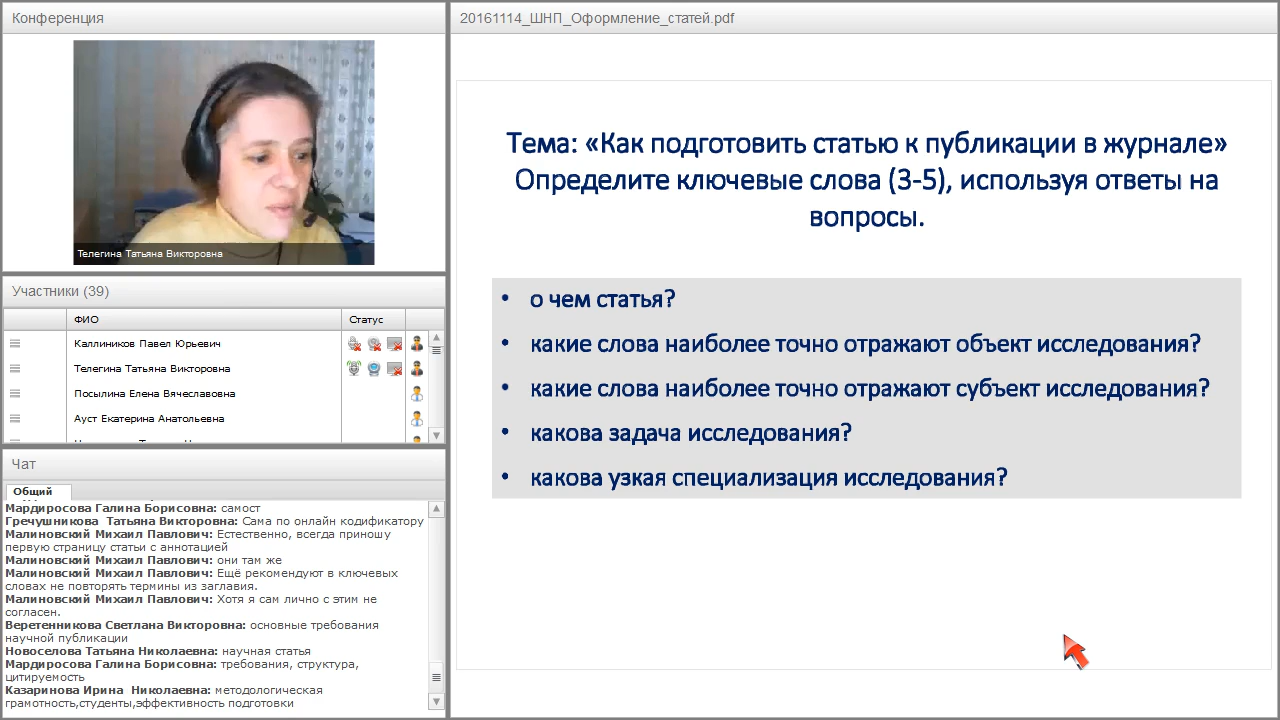 Конференция
Телегина Татьяна Викторовна
Участники (39)
ФИО Статус
Каллиников Павел Юрьевич
Телегина Татьяна Викторовна
Посылина Елена Вячеславовна
Ауст Екатерина Анатольевна
Чат
Общий
Мардиросова Галина Борисовна: самост
Гречушникова Татьяна Викторовна: Сама по онлайн кодификатору
Малиновский Михаил Павлович: Естественно, всегда приношу
первую страницу статьи с аннотацией
Малиновский Михаил Павлович: они там же
Малиновский Михаил Павлович: Ещё рекомендуют в ключевых
словах не повторять термины из заглавия.
Малиновский Михаил Павлович: Хотя я сам лично с этим не
согласен.
Веретенникова Светлана Викторовна: основные требования
научной публикации
Новоселова Татьяна Николаевна: научная статья
Мардиросова Галина Борисовна: требования, структура,
цитируемость
Казаринова Ирина Николаевна: методологическая
грамотность,студенты,эффективность подготовки
20161114_ШНП_Оформление_статей.pdf
Тема: «Как подготовить статью к публикации в журнале»
Определите ключевые слова (3-5), используя ответы на
вопросы.
• о чем статья?
• какие слова наиболее точно отражают объект исследования?
• какие слова наиболее точно отражают субъект исследования?
• какова задача исследования?
• какова узкая специализация исследования?